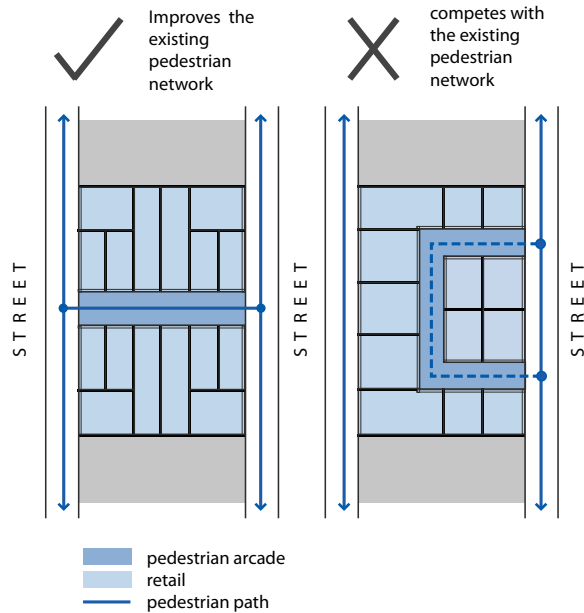 Improves the
existing
pedestrian
network
competes with
the existing
pedestrian
network
STREET
STREET
STREET
pedestrian arcade
retail
pedestrian path